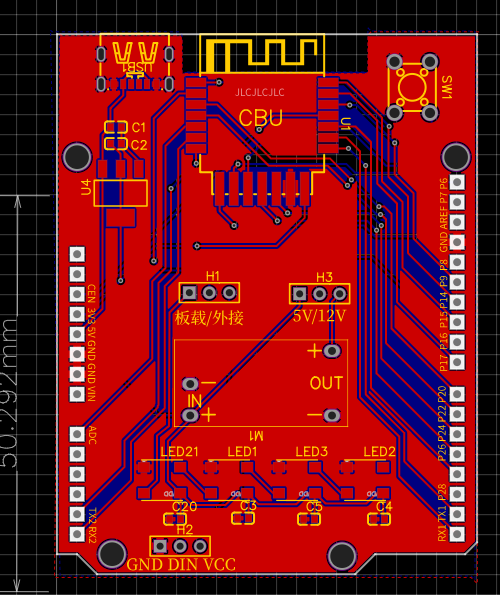 USB1
JLCJLCJLC
CBU
U1
SW1
C1
C2
U4
P7 P6
GND AREF
P9 P8
P15 P14
P17 P16
CEN 3V3 5V GND GND VIN
H1
板载/外接
H3
5V/12V
+
OUT
−
−
IN
+
M1
P22 P20
P26 P24
ADC
LED21
LED1
LED3
LED2
C20
C3
C5
C4
P28
RX1 TX1
TX2 RX2
H2
GND DIN VCC
50.292mm